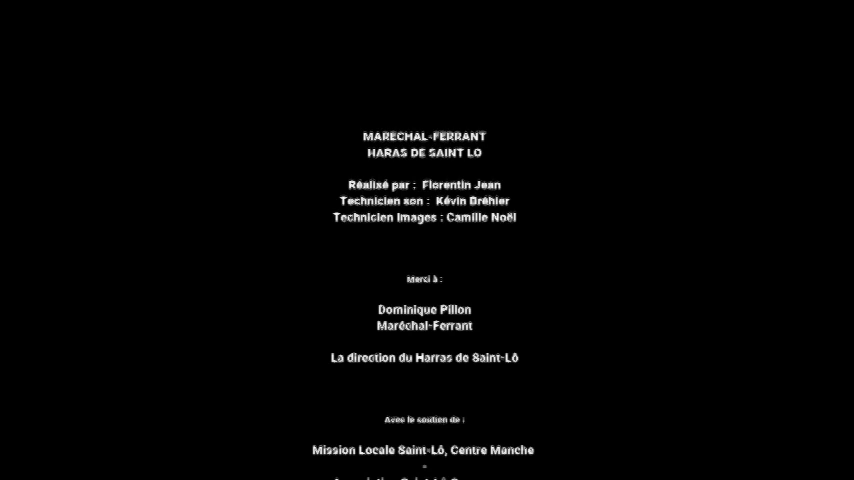 MARECHAL-FERRANT
HARAS DE SAINT LO
Réalisé par : Florentin Jean
Technicien son : Kévin Bréhier
Technicien Images : Camille Noël
Merci à :
Dominique Pillon
Maréchal-Ferrant
La direction du Harras de Saint-Lô
Avec le soutien de :
Mission Locale Saint-Lô, Centre Manche
-